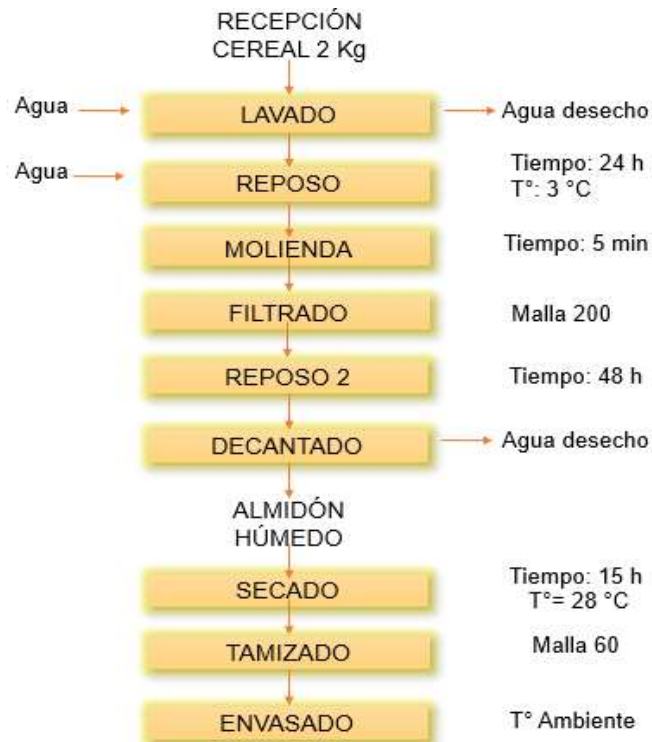 RECEPCIÓN
CEREAL 2 Kg
Agua
LAVADO
Agua desecho
Agua
REPOSO
Tiempo: 24 h
T°: 3 °C
MOLIENDA
Tiempo: 5 min
FILTRADO
Malla 200
REPOSO 2
Tiempo: 48 h
DECANTADO
Agua desecho
ALMIDÓN
HÚMEDO
SECADO
Tiempo: 15 h
T°= 28 °C
TAMIZADO
Malla 60
ENVASADO
T° Ambiente